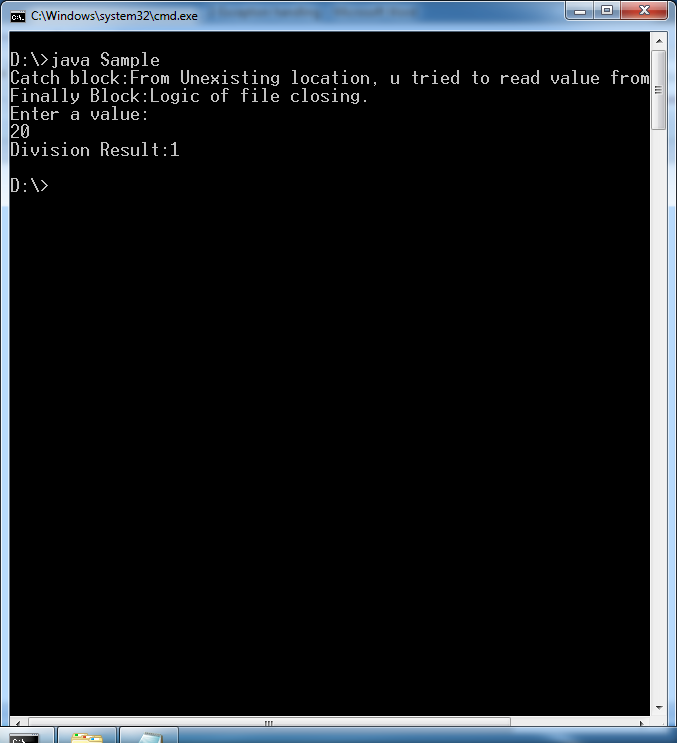 C:\Windows\system32\cmd.exe
D:\>java Sample
Catch block:From Unexisting location, u tried to read value from
Finally Block:Logic of file closing.
Enter a value:
20
Division Result:1
D:\>